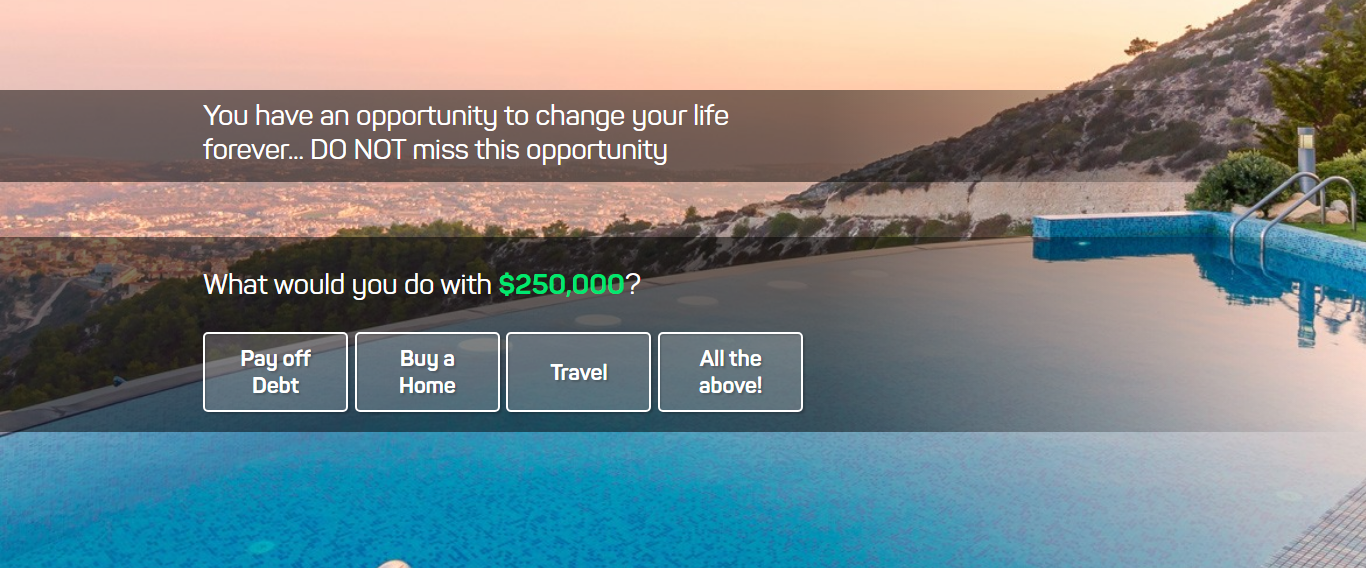 You have an opportunity to change your life
forever... DO NOT miss this opportunity
What would you do with $250,000?
Pay off
Debt
Buy a
Home
Travel
All the
above!